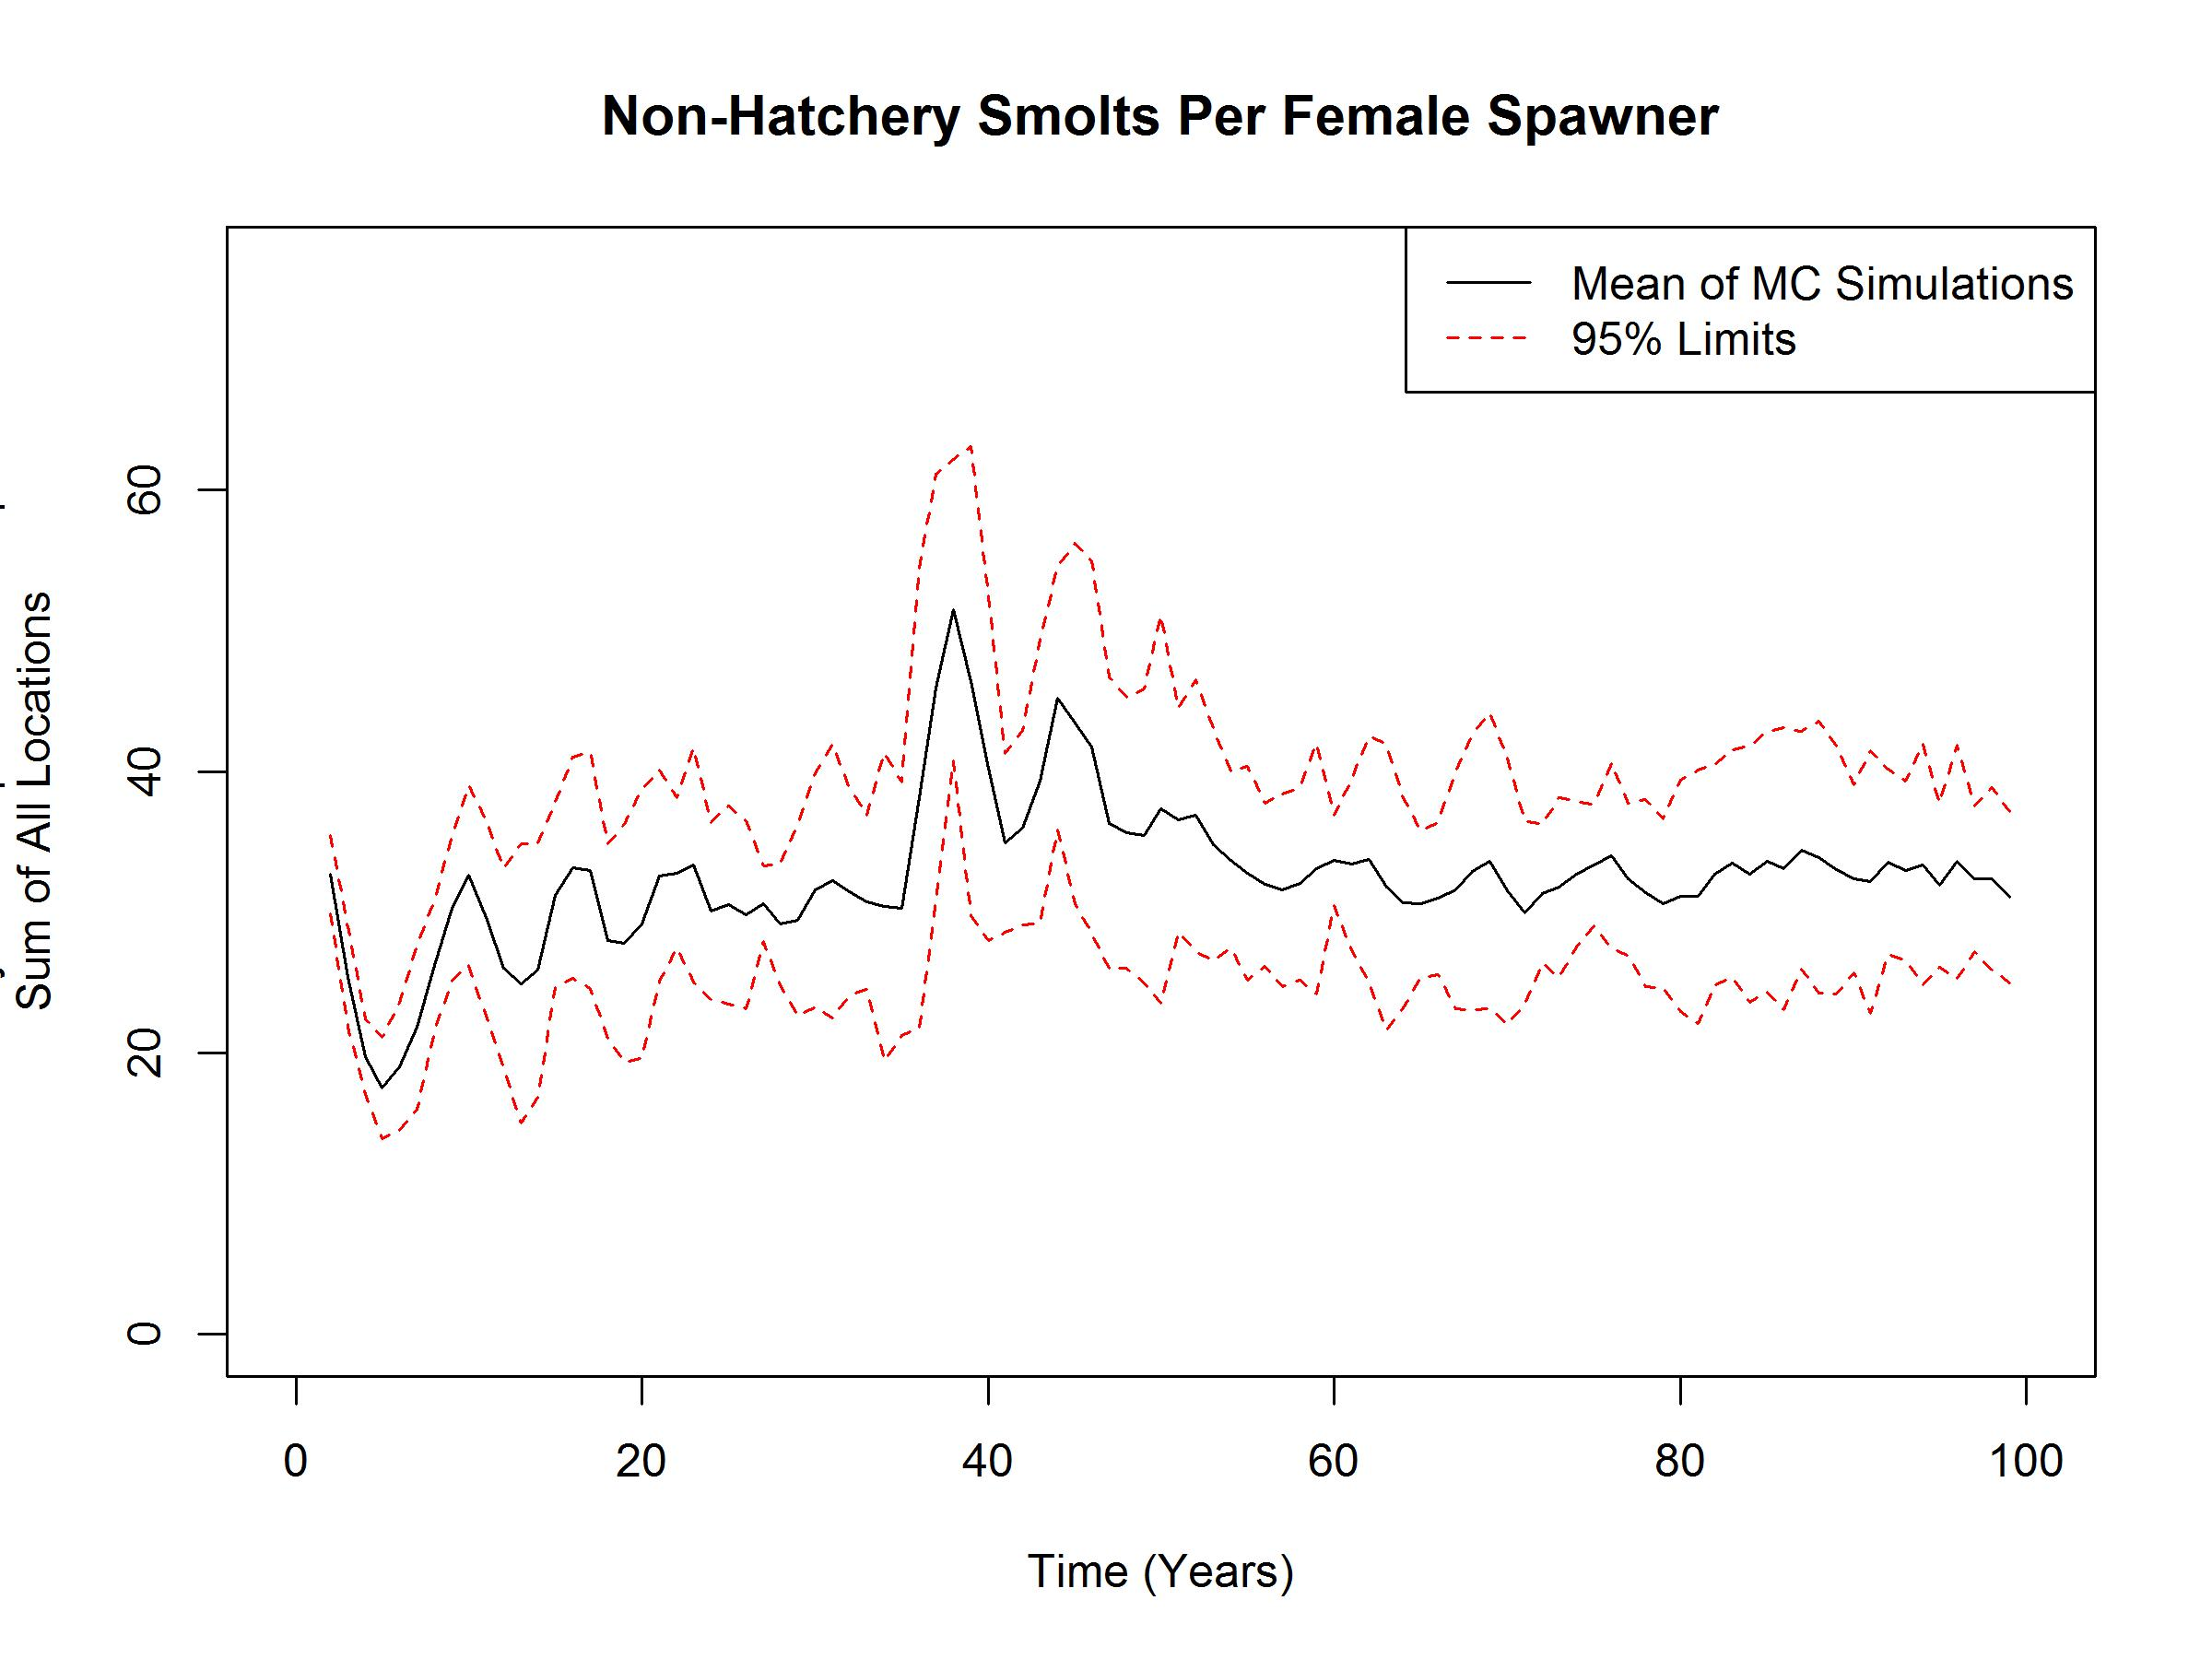 Non-Hatchery Smolts Per Female Spawner
Mean of MC Simulations
95% Limits
Sum of All Locations
60
40
20
0
0 20 40 60 80 100
Time (Years)